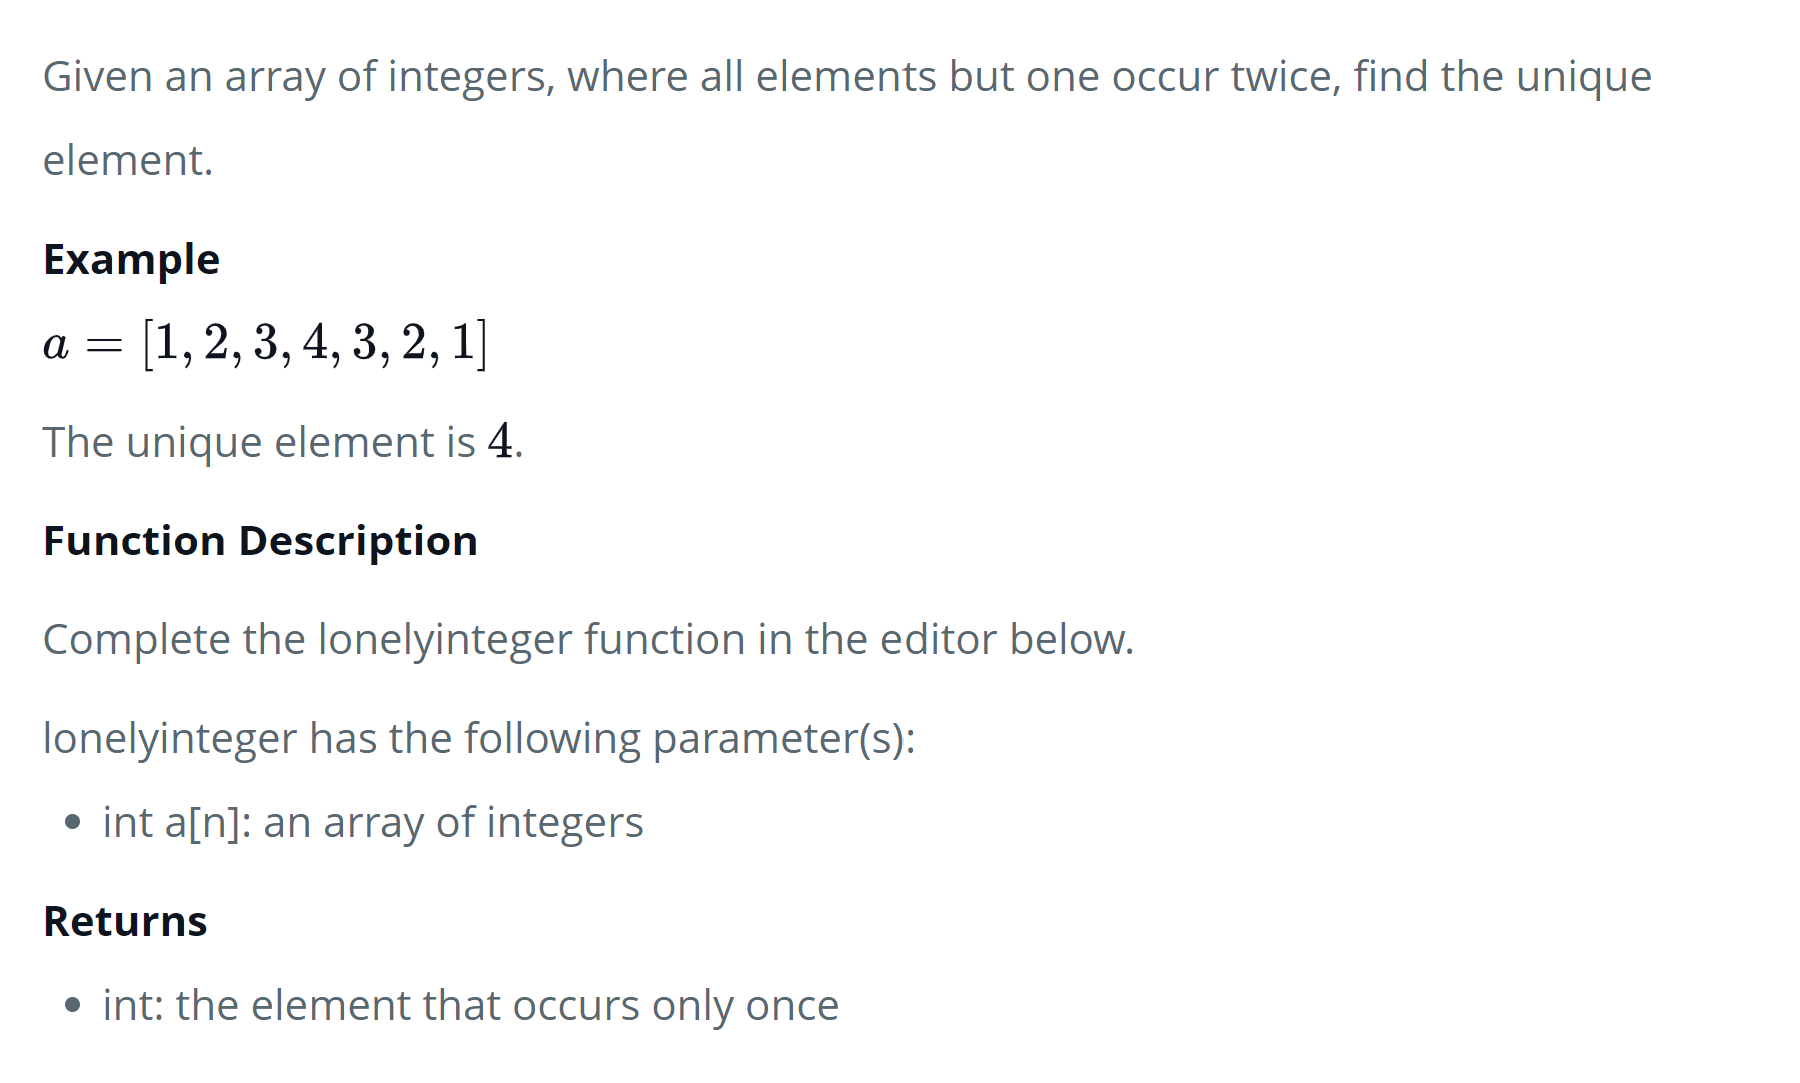 Given an array of integers, where all elements but one occur twice, find the unique
element.
Example
a = [1, 2, 3, 4, 3, 2, 1]
The unique element is 4.
Function Description
Complete the lonelyinteger function in the editor below.
lonelyinteger has the following parameter(s):
• int a[n]: an array of integers
Returns
• int: the element that occurs only once